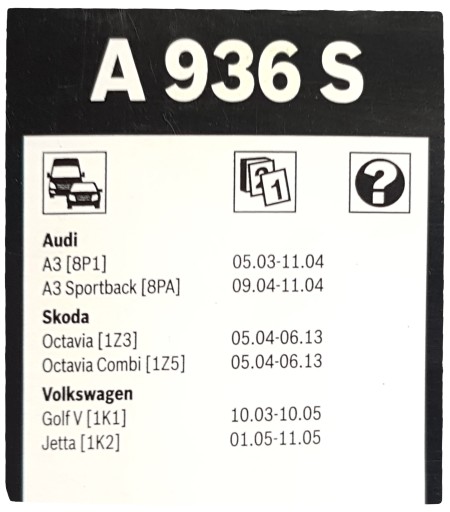 A 936 S
2 1 ?
Audi
A3 [8P1] 05.03-11.04
A3 Sportback [8PA] 09.04-11.04
Skoda
Octavia [1Z3] 05.04-06.13
Octavia Combi [1Z5] 05.04-06.13
Volkswagen
Golf V [1K1] 10.03-10.05
Jetta [1K2] 01.05-11.05